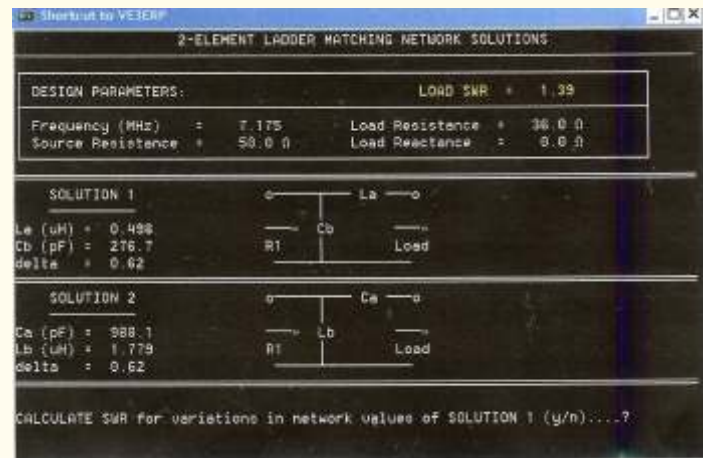 Shortcut to VE3ERP
2-ELEMENT LADDER MATCHING NETWORK SOLUTIONS
DESIGN PARAMETERS: LOAD SWR = 1.39
Frequency (MHz) = 7.175 Load Resistance = 36.0 Ω
Source Resistance = 50.0 Ω Load Reactance = 0.0 Ω
SOLUTION 1
La
La (uH) = 0.498
Cb (pF) = 276.7
delta = 0.62
Cb
R1 Load
SOLUTION 2
Ca
Ca (pF) = 988.1
Lb (uH) = 1.779
delta = 0.62
Lb
R1 Load
CALCULATE SWR for variations in network values of SOLUTION 1 (y/n)....?